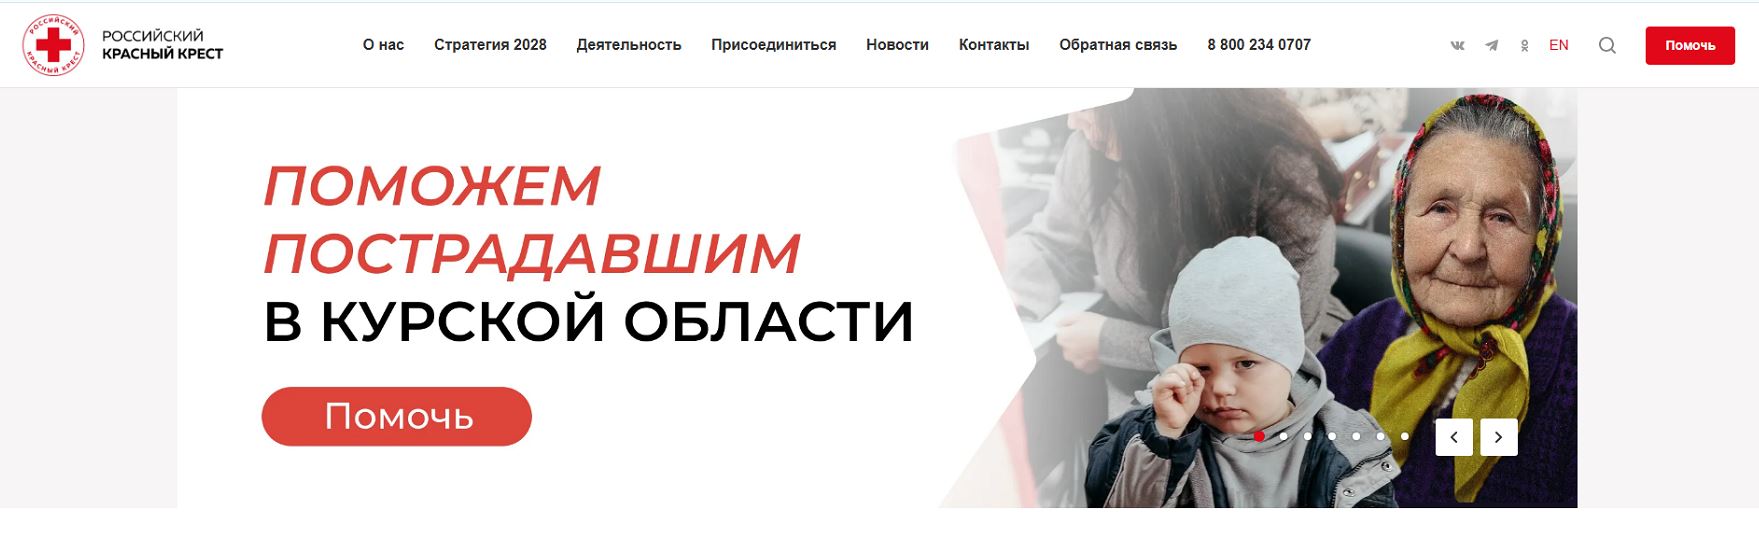 РОССИЙСКИЙ
КРАСНЫЙ КРЕСТ
РОССИЙСКИЙ
КРАСНЫЙ КРЕСТ
О нас
Стратегия 2028
Деятельность
Присоединиться
Новости
Контакты
Обратная связь
8 800 234 0707
EN
Помочь
ПОМОЖЕМ
ПОСТРАДАВШИМ
В КУРСКОЙ ОБЛАСТИ
Помочь